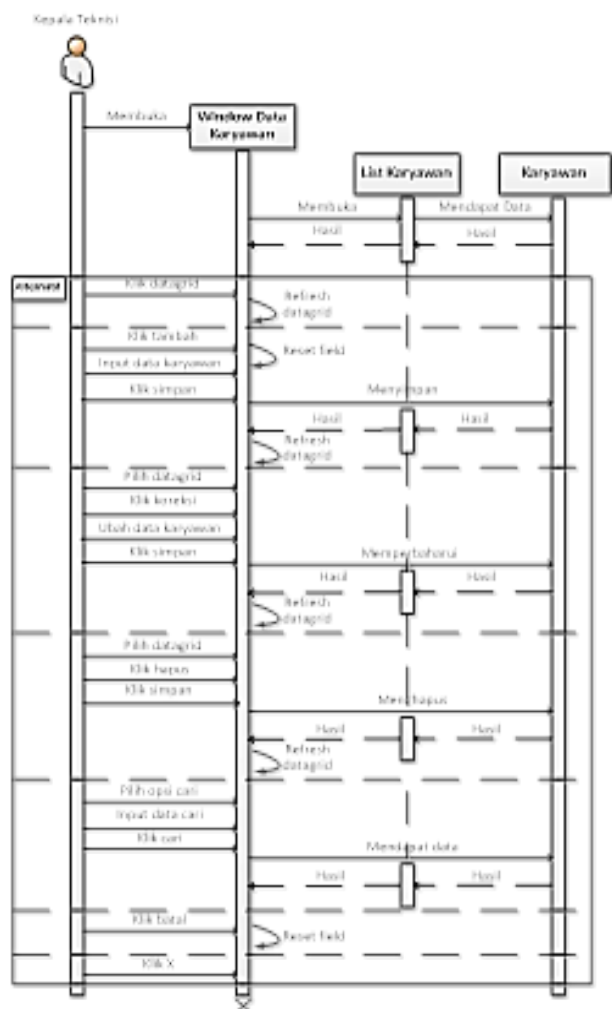 Kepala Teknisi
Membuka
Window Data
Karyawan
List Karyawan
Karyawan
Membuka
Mendapat Data
Hasil
Hasil
Alternatif
Klik datagrid
Refresh
datagrid
Klik tambah
Reset field
Input data karyawan
Klik simpan
Menyimpan
Hasil
Hasil
Refresh
datagrid
Pilih datagrid
Klik koreksi
Ubah data karyawan
Klik simpan
Memperbaharui
Hasil
Hasil
Refresh
datagrid
Pilih datagrid
Klik hapus
Klik simpan
Menghapus
Hasil
Hasil
Refresh
datagrid
Pilih opsi cari
Input data cari
Klik cari
Mendapat data
Hasil
Hasil
Klik batal
Reset field
Klik X